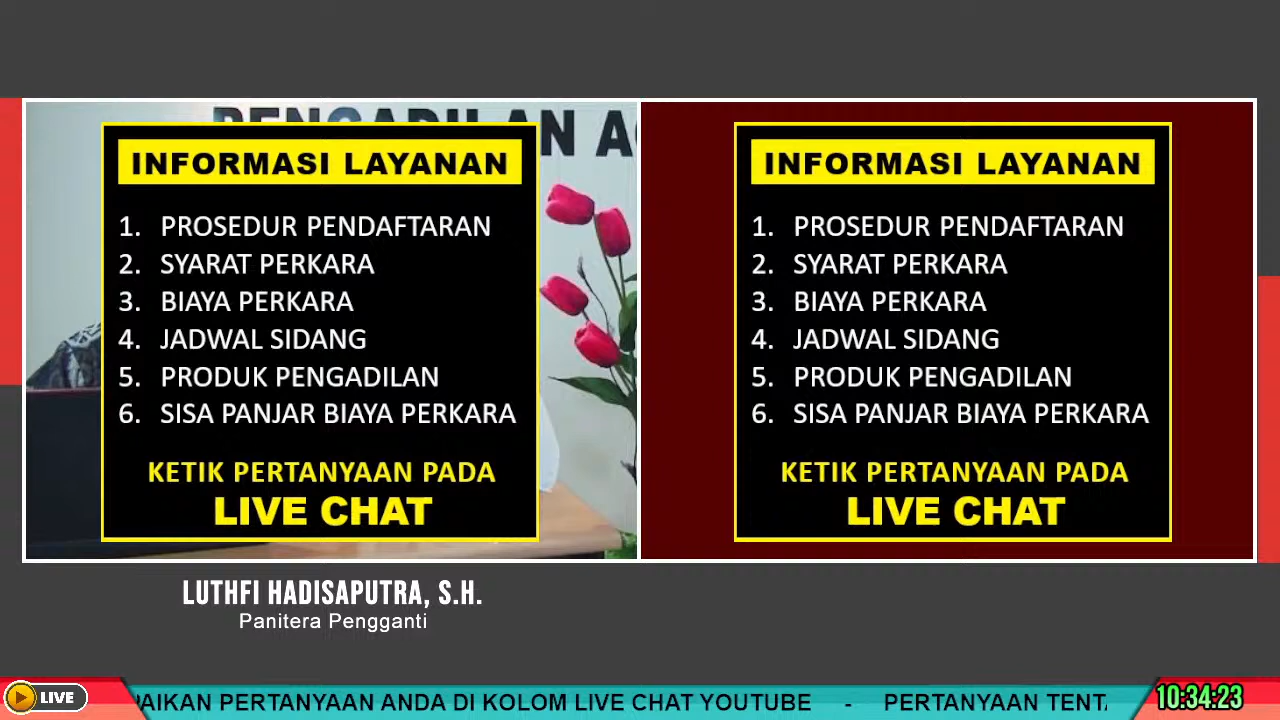 PENGADILAN
INFORMASI LAYANAN
1. PROSEDUR PENDAFTARAN
2. SYARAT PERKARA
3. BIAYA PERKARA
4. JADWAL SIDANG
5. PRODUK PENGADILAN
6. SISA PANJAR BIAYA PERKARA
KETIK PERTANYAAN PADA
LIVE CHAT
INFORMASI LAYANAN
1. PROSEDUR PENDAFTARAN
2. SYARAT PERKARA
3. BIAYA PERKARA
4. JADWAL SIDANG
5. PRODUK PENGADILAN
6. SISA PANJAR BIAYA PERKARA
KETIK PERTANYAAN PADA
LIVE CHAT
LUTHFI HADISAPUTRA, S.H.
Panitera Pengganti
LIVE
AIKAN PERTANYAAN ANDA DI KOLOM LIVE CHAT YOUTUBE - PERTANYAAN TENT
10:34:23